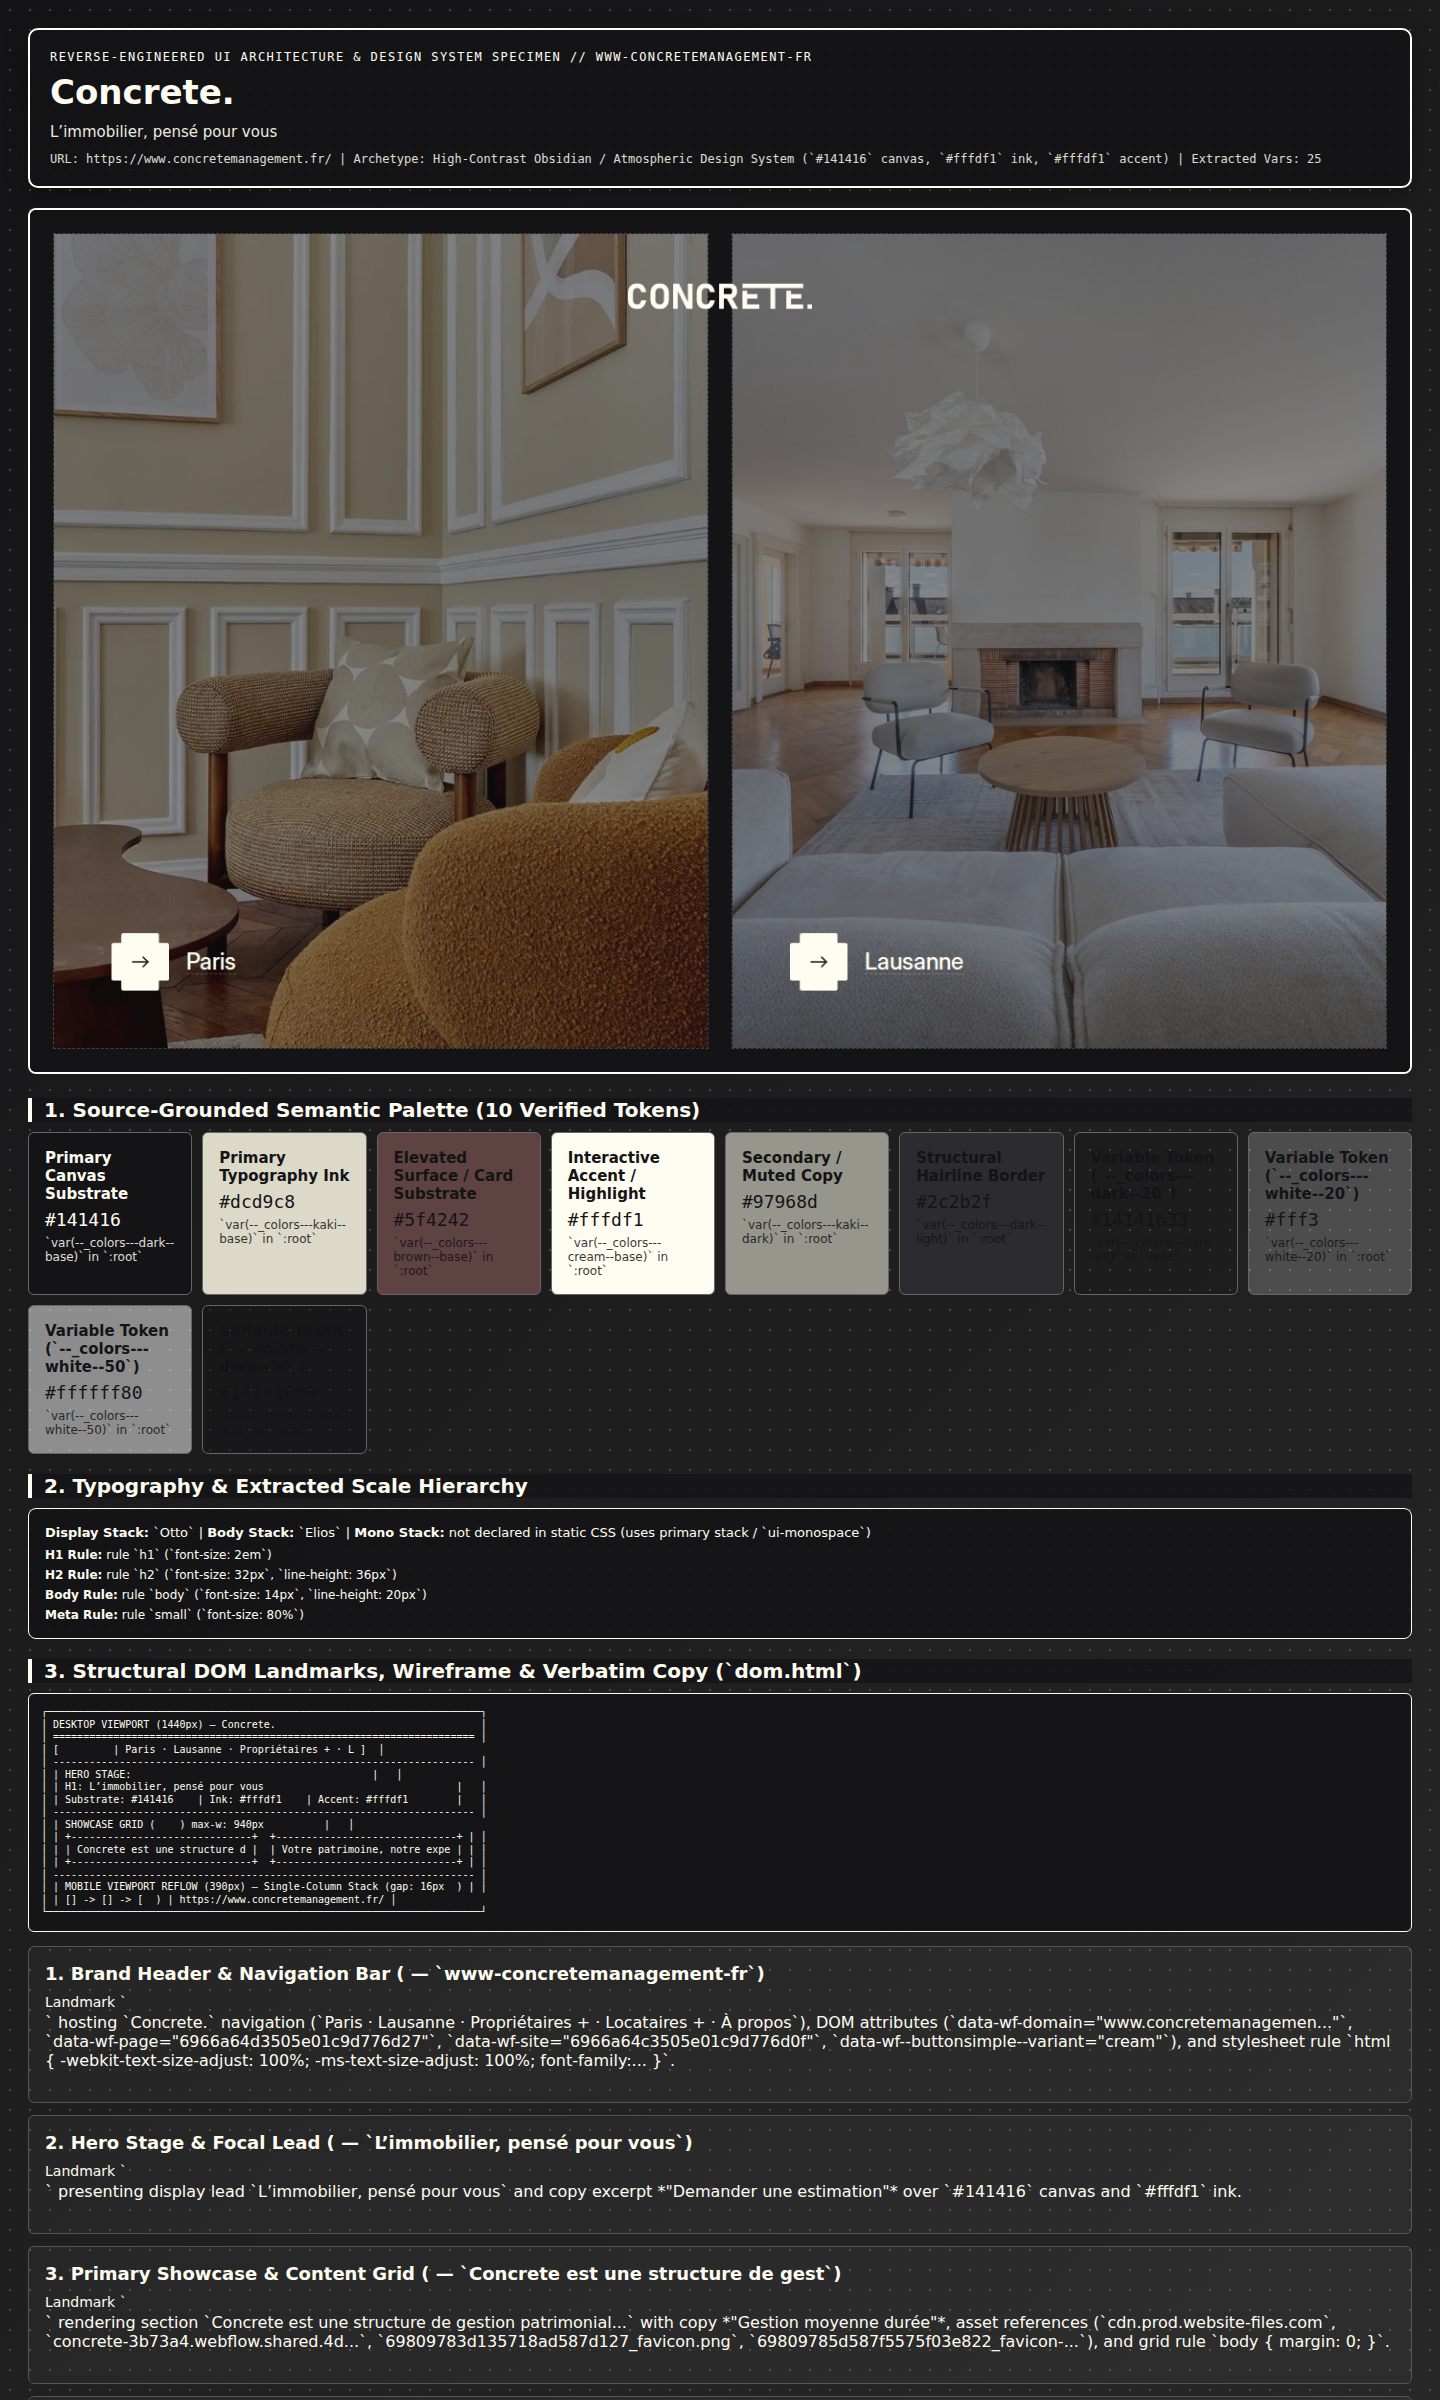 REVERSE-ENGINEERED UI ARCHITECTURE & DESIGN SYSTEM SPECIMEN // WWW-CONCRETEMANAGEMENT-FR
Concrete.
L’immobilier, pensé pour vous
URL: https://www.concretemanagement.fr/ | Archetype: High-Contrast Obsidian / Atmospheric Design System (`#141416` canvas, `#fffdf1` ink, `#fffdf1` accent) | Extracted Vars: 25
CONCRETE.
→ Paris
→ Lausanne
1. Source-Grounded Semantic Palette (10 Verified Tokens)
Primary
Canvas
Substrate
#141416
`var(--_colors---dark--
base)` in `:root`
Primary
Typography Ink
#dcd9c8
`var(--_colors---kaki--
base)` in `:root`
Elevated
Surface / Card
Substrate
#5f4242
`var(--_colors---
brown--base)` in
`:root`
Interactive
Accent /
Highlight
#fffdf1
`var(--_colors---
cream--base)` in
`:root`
Secondary /
Muted Copy
#97968d
`var(--_colors---kaki--
dark)` in `:root`
Structural
Hairline Border
#2c2b2f
`var(--_colors---dark--
light)` in `:root`
Variable Token
(`--_colors---
dark--20`)
#14141633
`var(--_colors---dark--
20)` in `:root`
Variable Token
(`--_colors---
white--20`)
#fff3
`var(--_colors---
white--20)` in `:root`
Variable Token
(`--_colors---
white--50`)
#ffffff80
`var(--_colors---
white--50)` in `:root`
Variable Token
2. Typography & Extracted Scale Hierarchy
Display Stack: `Otto` | Body Stack: `Elios` | Mono Stack: not declared in static CSS (uses primary stack / `ui-monospace`)
H1 Rule: rule `h1` (`font-size: 2em`)
H2 Rule: rule `h2` (`font-size: 32px`, `line-height: 36px`)
Body Rule: rule `body` (`font-size: 14px`, `line-height: 20px`)
Meta Rule: rule `small` (`font-size: 80%`)
3. Structural DOM Landmarks, Wireframe & Verbatim Copy (`dom.html`)
DESKTOP VIEWPORT (1440px) — Concrete.
======================================================================
[         | Paris · Lausanne · Propriétaires + · L ]  |
----------------------------------------------------------------------
| HERO STAGE:                                        |   |
| H1: L’immobilier, pensé pour vous                                |
| Substrate: #141416    | Ink: #fffdf1    | Accent: #fffdf1        |
----------------------------------------------------------------------
| SHOWCASE GRID (    ) max-w: 940px          |   |
| +------------------------------+  +------------------------------+ |
| | Concrete est une structure d |  | Votre patrimoine, notre expe | |
| +------------------------------+  +------------------------------+ |
----------------------------------------------------------------------
| MOBILE VIEWPORT REFLOW (390px) — Single-Column Stack (gap: 16px  ) |
| [] -> [] -> [  ) | https://www.concretemanagement.fr/ |
1. Brand Header & Navigation Bar ( — `www-concretemanagement-fr`)
Landmark `
` hosting `Concrete.` navigation (`Paris · Lausanne · Propriétaires + · Locataires + · À propos`), DOM attributes (`data-wf-domain="www.concretemanagemen..."`,
`data-wf-page="6966a64d3505e01c9d776d27"`, `data-wf-site="6966a64c3505e01c9d776d0f"`, `data-wf--buttonsimple--variant="cream"`), and stylesheet rule `html
{ -webkit-text-size-adjust: 100%; -ms-text-size-adjust: 100%; font-family:... }`.
2. Hero Stage & Focal Lead ( — `L’immobilier, pensé pour vous`)
Landmark `
` presenting display lead `L’immobilier, pensé pour vous` and copy excerpt *"Demander une estimation"* over `#141416` canvas and `#fffdf1` ink.
3. Primary Showcase & Content Grid ( — `Concrete est une structure de gest`)
Landmark `
` rendering section `Concrete est une structure de gestion patrimonial...` with copy *"Gestion moyenne durée"*, asset references (`cdn.prod.website-files.com`,
`concrete-3b73a4.webflow.shared.4d...`, `69809783d135718ad587d127_favicon.png`, `69809785d587f5575f03e822_favicon-...`), and grid rule `body { margin: 0; }`.